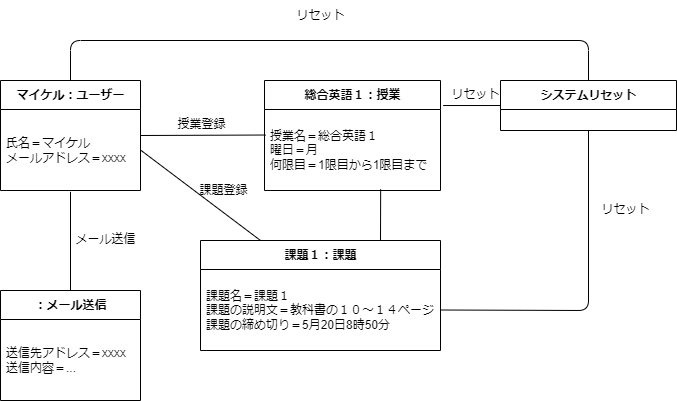 リセット
マイケル：ユーザー
氏名＝マイケル
メールアドレス＝xxxx
授業登録
総合英語１：授業
授業名＝総合英語１
曜日＝月
何限目＝1限目から1限目まで
リセット
システムリセット
課題登録
リセット
メール送信
課題１：課題
課題名＝課題１
課題の説明文＝教科書の１０～１４ページ
課題の締め切り＝5月20日8時50分
：メール送信
送信先アドレス＝xxxx
送信内容＝...